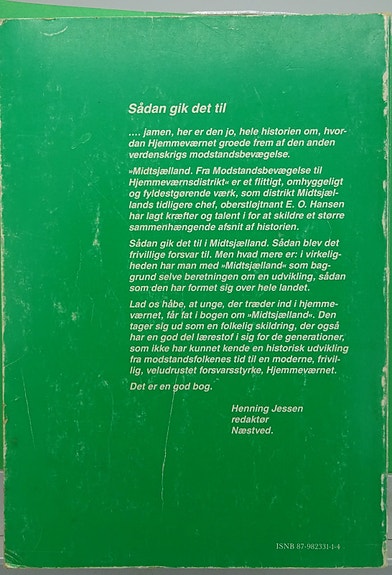 Sådan gik det til
.... jamen, her er den jo, hele historien om, hvor-
dan Hjemmeværnet groede frem af den anden
verdenskrigs modstandsbevægelse.
»Midtsjælland. Fra Modstandsbevægelse til
Hjemmeværnsdistrikt« er et flittigt, omhyggeligt
og fyldestgørende værk, som distrikt Midtsjæl-
lands tidligere chef, oberstløjtnant E. O. Hansen
har lagt kræfter og talent i for at skildre et større
sammenhængende afsnit af historien.
Sådan gik det til i Midtsjælland. Sådan blev det
frivillige forsvar til. Men hvad mere er: i virkelig-
heden har man med »Midtsjælland« som bag-
grund selve beretningen om en udvikling, sådan
som den har formet sig over hele landet.
Lad os håbe, at unge, der træder ind i hjemme-
værnet, får fat i bogen om »Midtsjælland«. Den
tager sig ud som en folkelig skildring, der også
har en god del lærestof i sig for de generationer,
som ikke har kunnet kende en historisk udvikling
fra modstandsfolkenes tid til en moderne, frivil-
lig, veludrustet forsvarsstyrke, Hjemmeværnet.
Det er en god bog.
Henning Jessen
redaktør
Næstved.
ISNB 87-982331-1-4